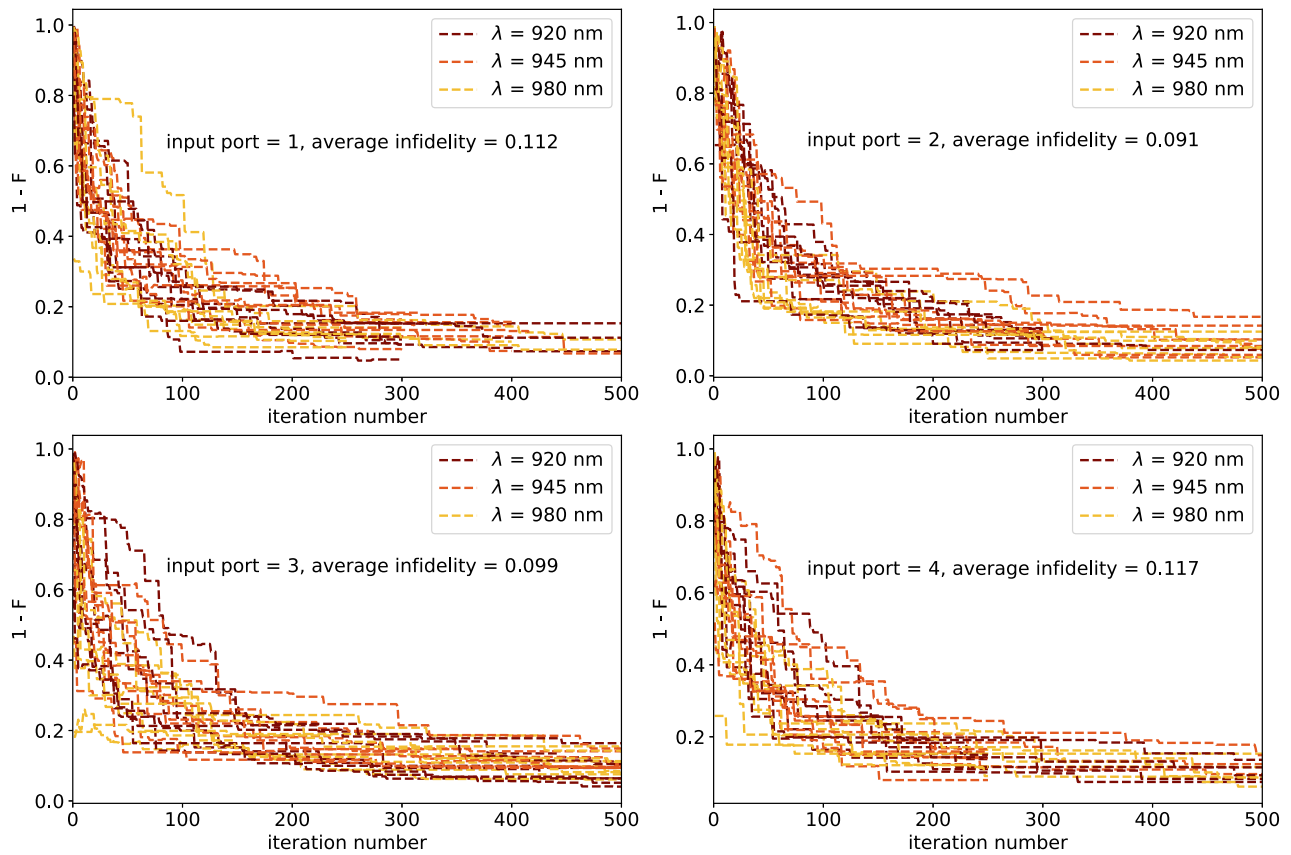 λ = 920 nm
λ = 945 nm
λ = 980 nm
input port = 1, average infidelity = 0.112
1 - F
1.0
0.8
0.6
0.4
0.2
0.0
0 100 200 300 400 500
iteration number
λ = 920 nm
λ = 945 nm
λ = 980 nm
input port = 2, average infidelity = 0.091
1 - F
1.0
0.8
0.6
0.4
0.2
0.0
0 100 200 300 400 500
iteration number
λ = 920 nm
λ = 945 nm
λ = 980 nm
input port = 3, average infidelity = 0.099
1 - F
1.0
0.8
0.6
0.4
0.2
0.0
0 100 200 300 400 500
iteration number
λ = 920 nm
λ = 945 nm
λ = 980 nm
input port = 4, average infidelity = 0.117
1 - F
1.0
0.8
0.6
0.4
0.2
0 100 200 300 400 500
iteration number